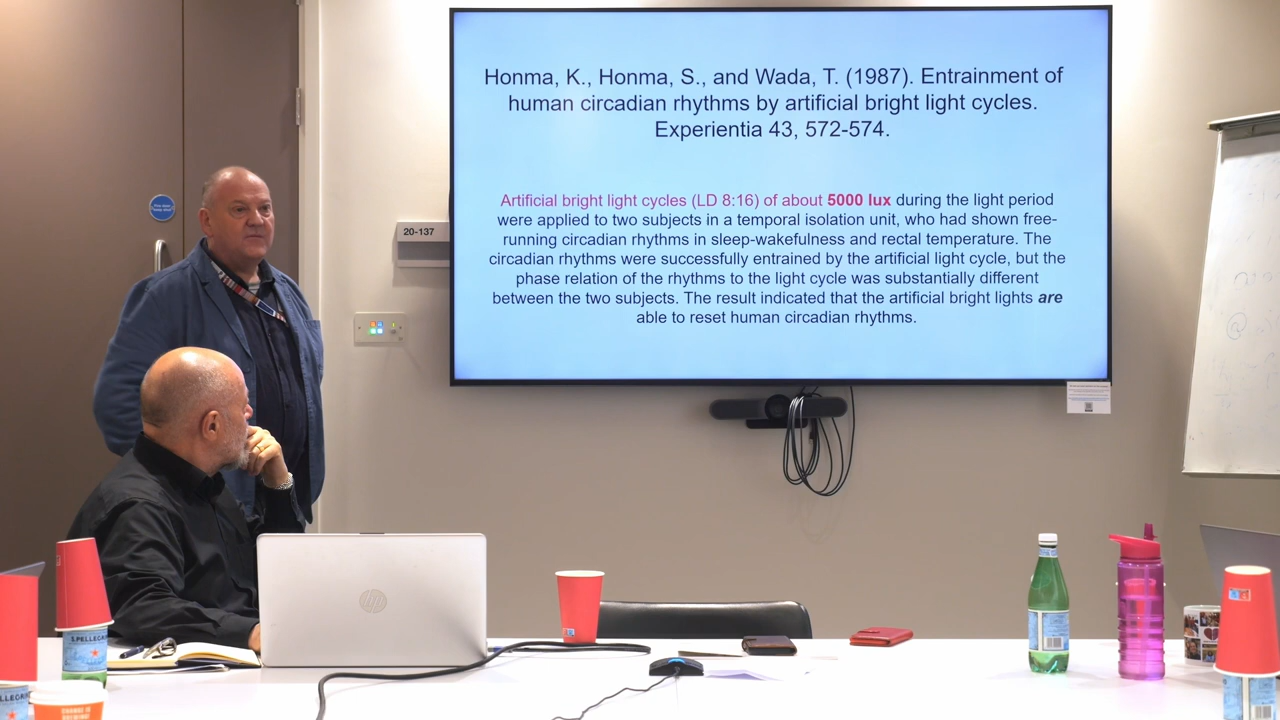 Honma, K., Honma, S., and Wada, T. (1987). Entrainment of
human circadian rhythms by artificial bright light cycles.
Experientia 43, 572-574.
Artificial bright light cycles (LD 8:16) of about 5000 lux during the light period
were applied to two subjects in a temporal isolation unit, who had shown free-
running circadian rhythms in sleep-wakefulness and rectal temperature. The
circadian rhythms were successfully entrained by the artificial light cycle, but the
phase relation of the rhythms to the light cycle was substantially different
between the two subjects. The result indicated that the artificial bright lights are
able to reset human circadian rhythms.
20-137
hp
S.PELLEGRI
LLEGR
CHANGE IS
BREWING!